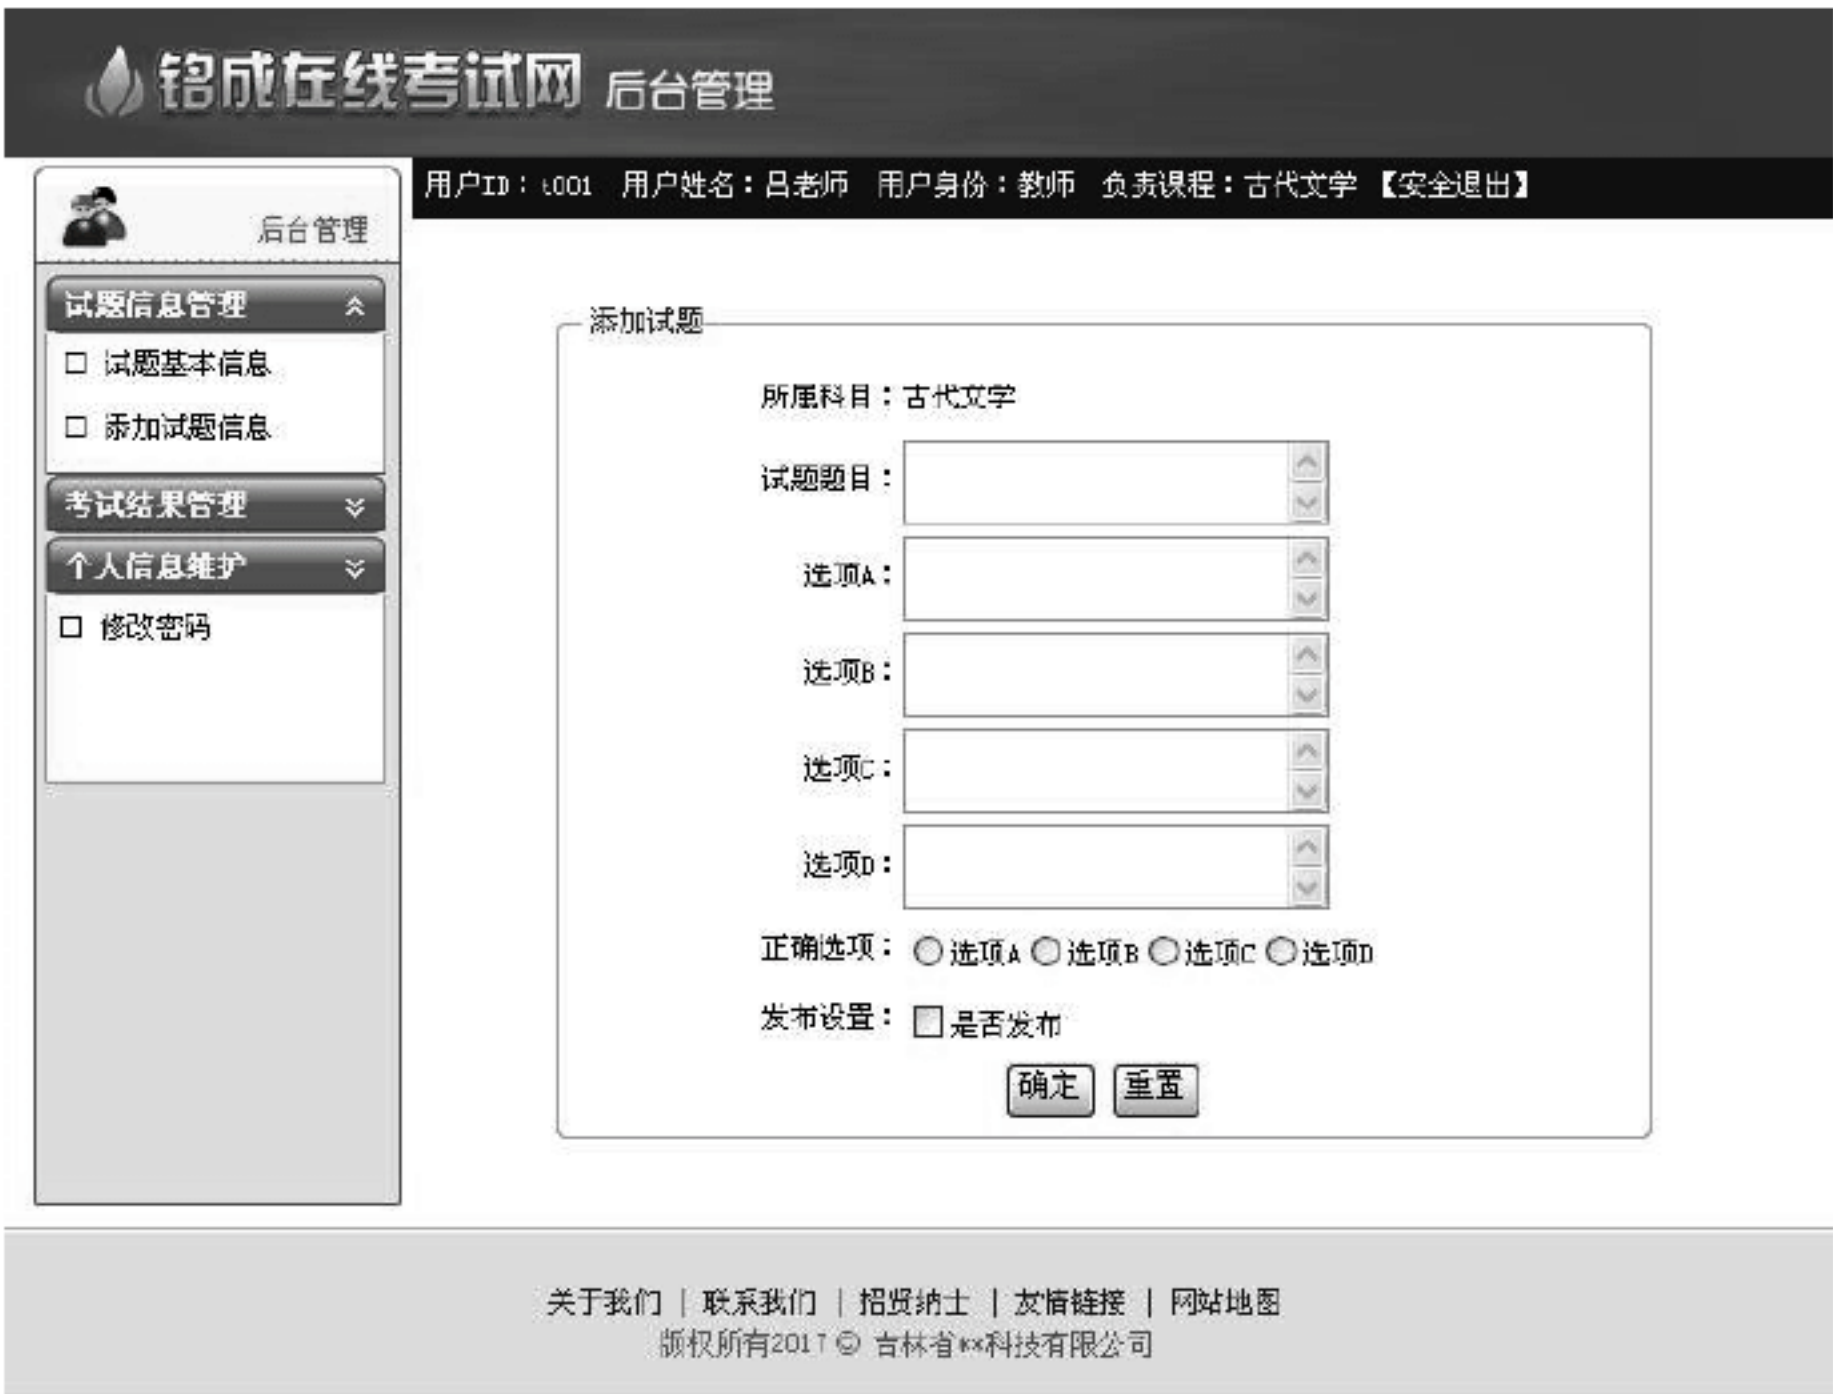 铭成在线考试网 后台管理
用户ID：t001 用户姓名：吕老师 用户身份：教师 负责课程：古代文学 【安全退出】
后台管理
试题信息管理
试题基本信息
添加试题信息
考试结果管理
个人信息维护
修改密码
添加试题
所属科目：古代文学
试题题目：
选项A：
选项B：
选项C：
选项D：
正确选项： 选项A 选项B 选项C 选项D
发布设置： 是否发布
确定 重置
关于我们 | 联系我们 | 招贤纳士 | 友情链接 | 网站地图
版权所有2017 © 吉林省**科技有限公司